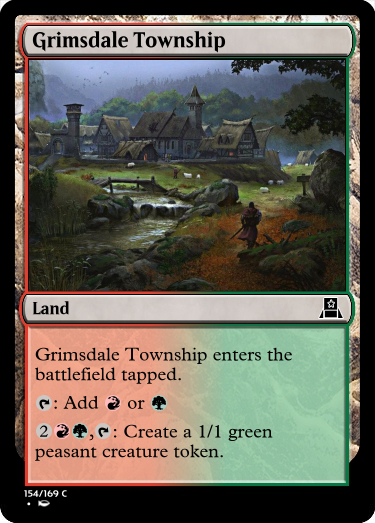 Grimsdale Township
Land
Grimsdale Township enters the
battlefield tapped.
: Add or
2 , : Create a 1/1 green
peasant creature token.
154/169 C
•